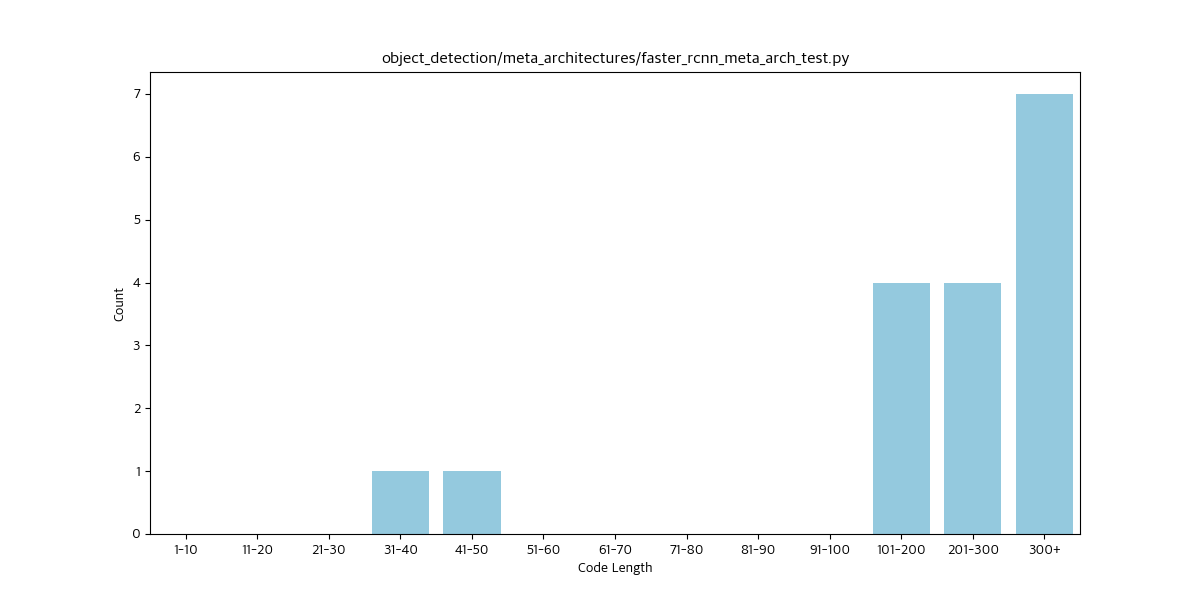 object_detection/meta_architectures/faster_rcnn_meta_arch_test.py
7
6
5
4
3
2
1
0
Count
1-10 11-20 21-30 31-40 41-50 51-60 61-70 71-80 81-90 91-100 101-200 201-300 300+
Code Length